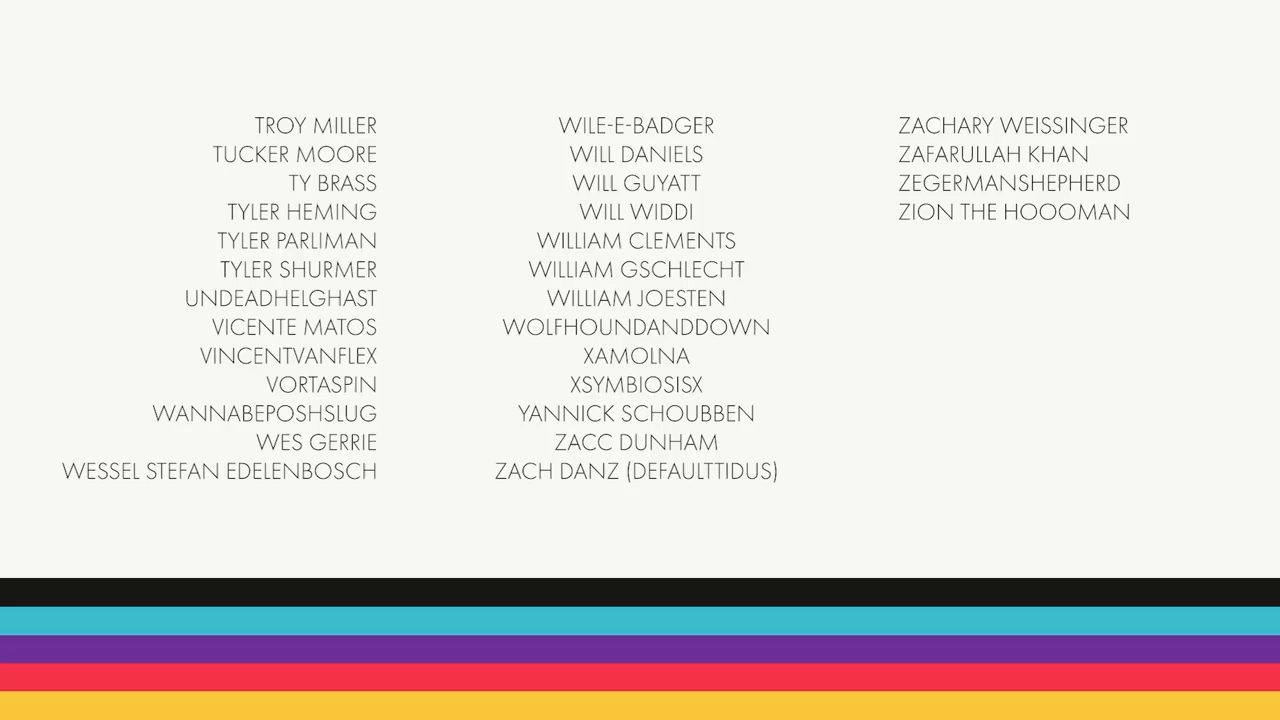 TROY MILLER
TUCKER MOORE
TY BRASS
TYLER HEMING
TYLER PARLIMAN
TYLER SHURMER
UNDEADHELGHAST
VICENTE MATOS
VINCENTVANFLEX
VORTASPIN
WANNABEPOSHSLUG
WES GERRIE
WESSEL STEFAN EDELENBOSCH
WILE-E-BADGER
WILL DANIELS
WILL GUYATT
WILL WIDDI
WILLIAM CLEMENTS
WILLIAM GSCHLECHT
WILLIAM JOESTEN
WOLFHOUNDANDDOWN
XAMOLNA
XSYMBIOSISX
YANNICK SCHOUBBEN
ZACC DUNHAM
ZACH DANZ (DEFAULTTIDUS)
ZACHARY WEISSINGER
ZAFARULLAH KHAN
ZEGERMANSHEPHERD
ZION THE HOOOMAN